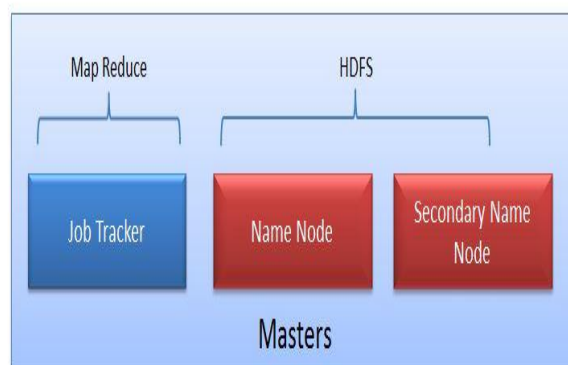 Map Reduce
HDFS
Job Tracker
Name Node
Secondary Name
Node
Masters